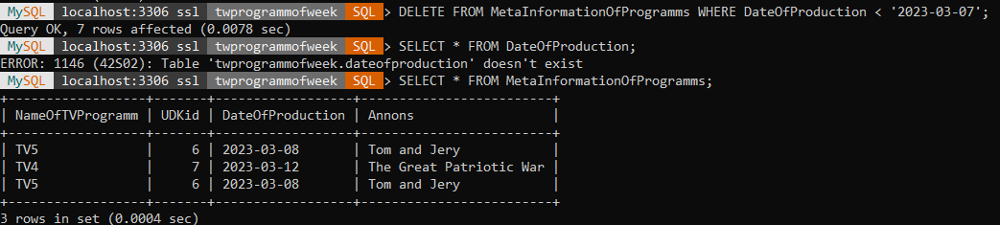 MySQL localhost:3306 ssl twprogrammofweek SQL > DELETE FROM MetaInformationOfProgramms WHERE DateOfProduction < '2023-03-07';
Query OK, 7 rows affected (0.0078 sec)
MySQL localhost:3306 ssl twprogrammofweek SQL > SELECT * FROM DateOfProduction;
ERROR: 1146 (42S02): Table 'twprogrammofweek.dateofproduction' doesn't exist
MySQL localhost:3306 ssl twprogrammofweek SQL > SELECT * FROM MetaInformationOfProgramms;
+----------------+-------+------------------+-------------------------+
| NameOfTVProgramm | UDKid | DateOfProduction | Annons |
+----------------+-------+------------------+-------------------------+
| TV5 | 6 | 2023-03-08 | Tom and Jery |
| TV4 | 7 | 2023-03-12 | The Great Patriotic War |
| TV5 | 6 | 2023-03-08 | Tom and Jery |
+----------------+-------+------------------+-------------------------+
3 rows in set (0.0004 sec)